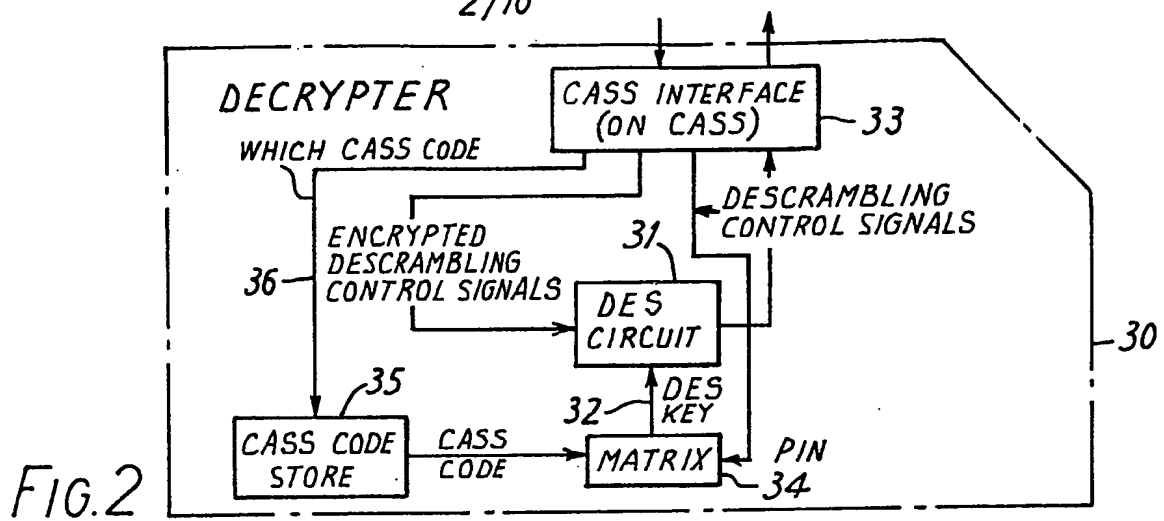 2/10
DECRYPTER
CASS INTERFACE
(ON CASS)
33
WHICH CASS CODE
DESCRAMBLING
CONTROL SIGNALS
ENCRYPTED
DESCRAMBLING
CONTROL SIGNALS
36
31
DES
CIRCUIT
30
35
32
DES
KEY
CASS CODE
STORE
CASS
CODE
MATRIX
PIN
34
FIG.2